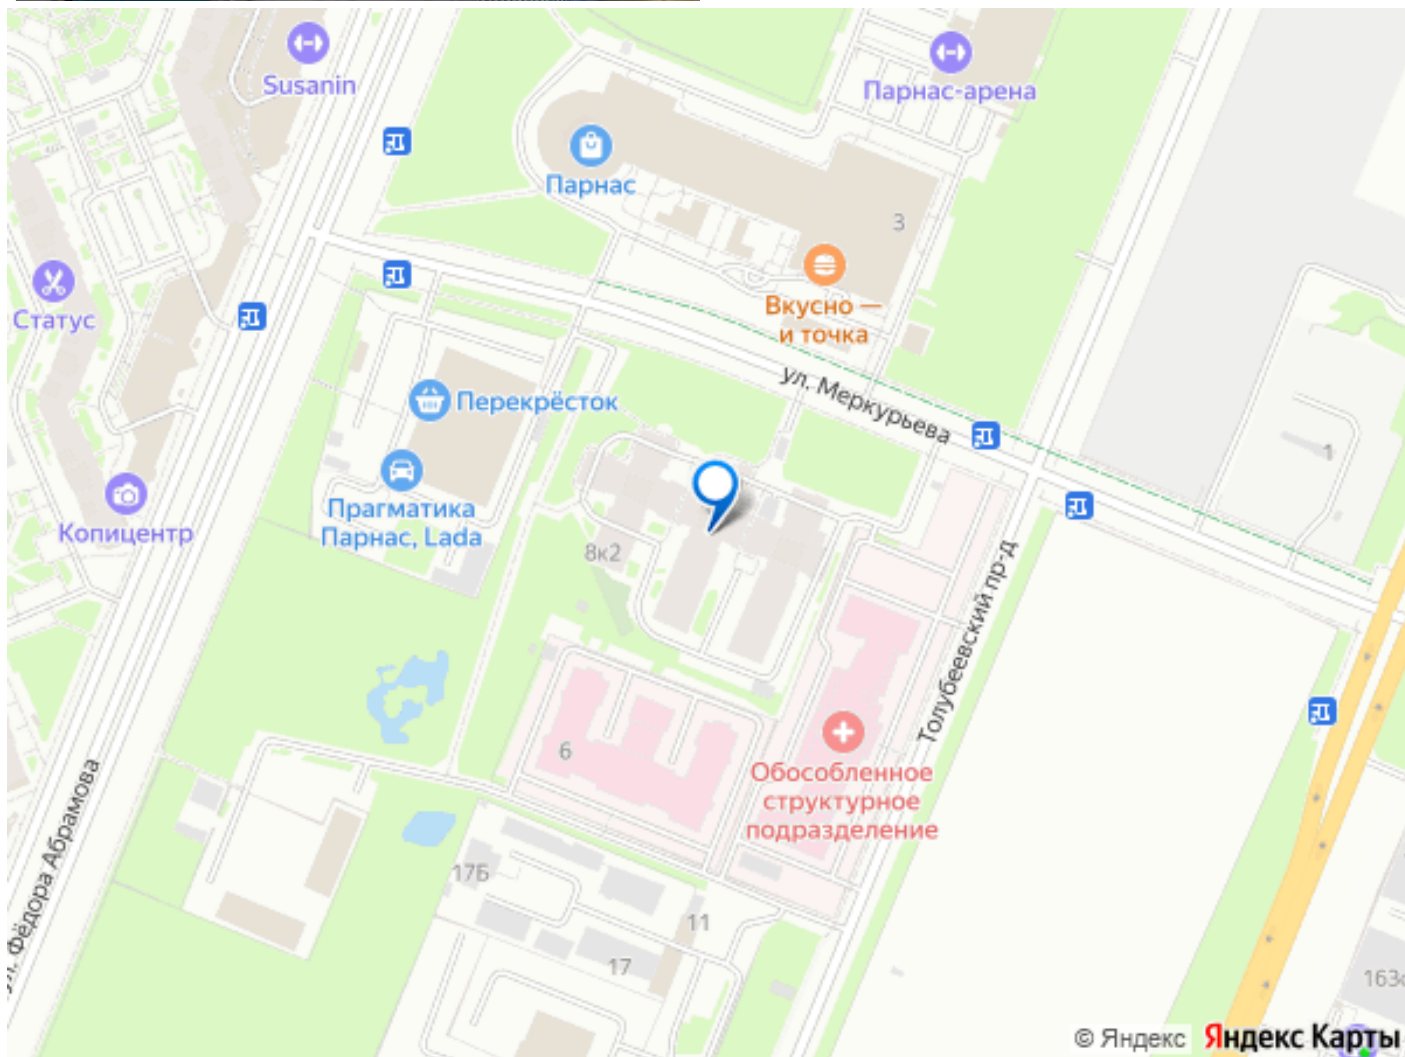 Susanin
Парнас-арена
Парнас
3
Статус
Вкусно —
и точка
ул. Меркурьева
Перекрёсток
1
Прагматика
Парнас, Lada
Копицентр
8к2
Толубеевский пр-д
6
Обособленное
структурное
подразделение
ул. Фёдора Абрамова
17Б
11
17
163
© Яндекс Яндекс Карты